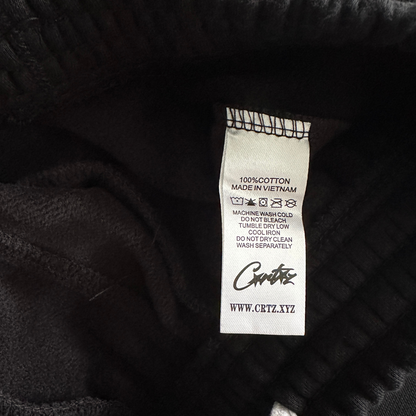 100%COTTON
MADE IN VIETNAM
MACHINE WASH COLD
DO NOT BLEACH
TUMBLE DRY LOW
COOL IRON
DO NOT DRY CLEAN
WASH SEPARATELY
Crrtz
WWW.CRTZ.XYZ